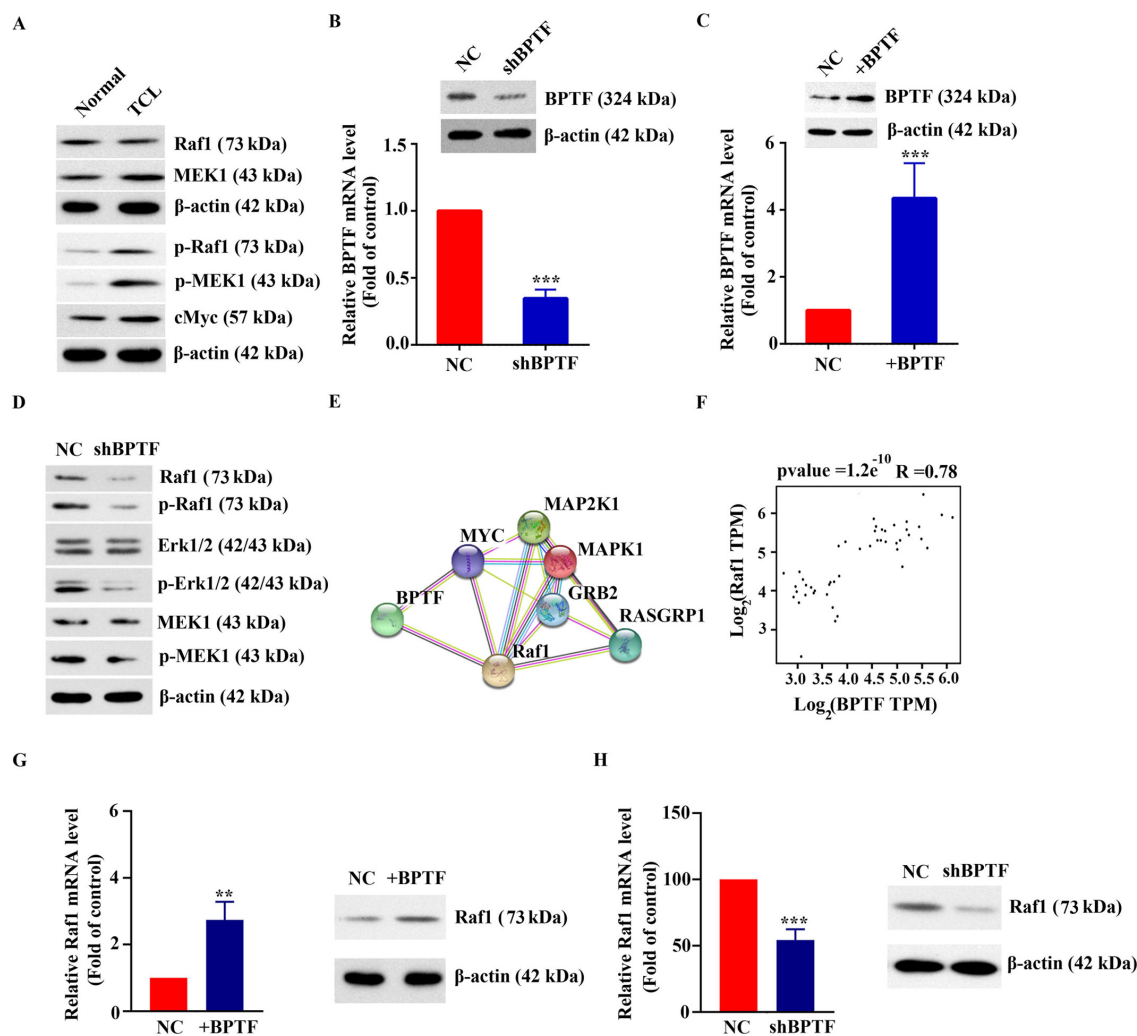 A
Normal
TCL
Raf1 (73 kDa)
MEK1 (43 kDa)
β-actin (42 kDa)
p-Raf1 (73 kDa)
p-MEK1 (43 kDa)
cMyc (57 kDa)
β-actin (42 kDa)
B
NC
shBPTF
BPTF (324 kDa)
β-actin (42 kDa)
Relative BPTF mRNA level
(Fold of control)
1.5
1.0
0.5
0.0
***
NC
shBPTF
C
NC
+BPTF
BPTF (324 kDa)
β-actin (42 kDa)
Relative BPTF mRNA level
(Fold of control)
6
4
2
0
***
NC
+BPTF
D
NC shBPTF
Raf1 (73 kDa)
p-Raf1 (73 kDa)
Erk1/2 (42/43 kDa)
p-Erk1/2 (42/43 kDa)
MEK1 (43 kDa)
p-MEK1 (43 kDa)
β-actin (42 kDa)
E
MAP2K1
MYC
MAPK1
GRB2
BPTF
RASGRP1
Raf1
F
pvalue =1.2e-10 R =0.78
Log2(Raf1 TPM)
6
5
4
3
3.0 3.5 4.0 4.5 5.0 5.5 6.0
Log2(BPTF TPM)
G
Relative Raf1 mRNA level
(Fold of control)
6
4
2
0
**
NC
+BPTF
NC +BPTF
Raf1 (73 kDa)
β-actin (42 kDa)
H
Relative Raf1 mRNA level
(Fold of control)
150
100
50
0
***
NC
shBPTF
NC shBPTF
Raf1 (73 kDa)
β-actin (42 kDa)